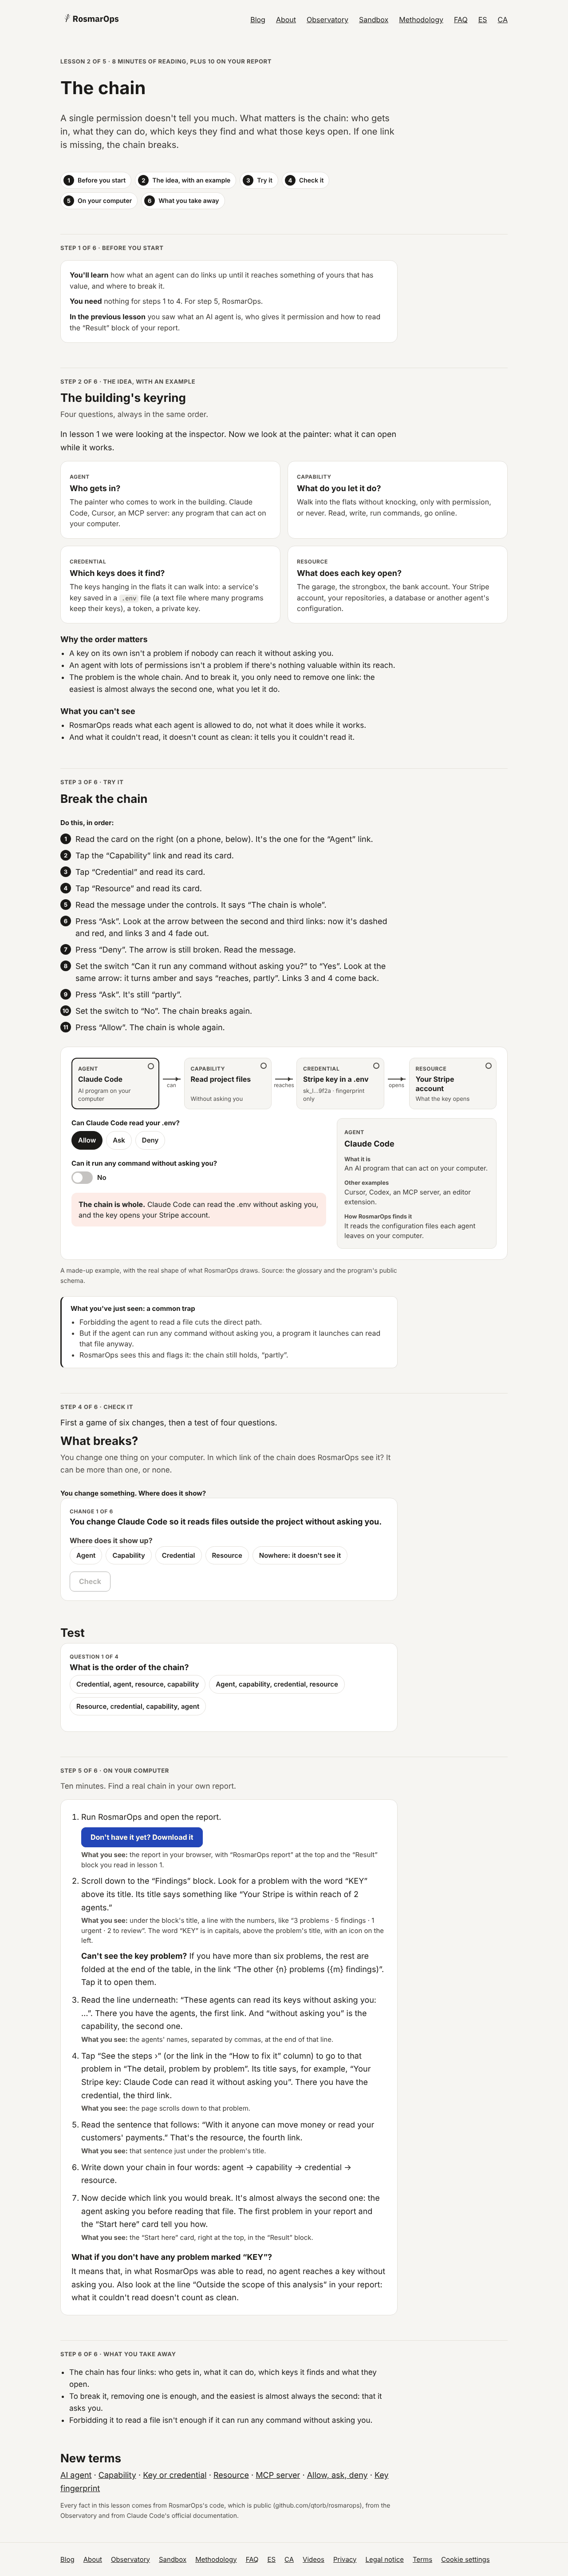 RosmarOps
Blog About Observatory Sandbox Methodology FAQ ES CA
LESSON 2 OF 5 · 8 MINUTES OF READING, PLUS 10 ON YOUR REPORT
The chain
A single permission doesn't tell you much. What matters is the chain: who gets
in, what they can do, which keys they find and what those keys open. If one link
is missing, the chain breaks.
1 Before you start 2 The idea, with an example 3 Try it 4 Check it
5 On your computer 6 What you take away
STEP 1 OF 6 · BEFORE YOU START
You'll learn how what an agent can do links up until it reaches something of yours that has
value, and where to break it.
You need nothing for steps 1 to 4. For step 5, RosmarOps.
In the previous lesson you saw what an AI agent is, who gives it permission and how to read
the “Result” block of your report.
STEP 2 OF 6 · THE IDEA, WITH AN EXAMPLE
The building's keyring
Four questions, always in the same order.
In lesson 1 we were looking at the inspector. Now we look at the painter: what it can open
while it works.
AGENT
Who gets in?
The painter who comes to work in the building. Claude
Code, Cursor, an MCP server: any program that can act on
your computer.
CAPABILITY
What do you let it do?
Walk into the flats without knocking, only with permission,
or never. Read, write, run commands, go online.
CREDENTIAL
Which keys does it find?
The keys hanging in the flats it can walk into: a service's
key saved in a .env file (a text file where many programs
keep their keys), a token, a private key.
RESOURCE
What does each key open?
The garage, the strongbox, the bank account. Your Stripe
account, your repositories, a database or another agent's
configuration.
Why the order matters
• A key on its own isn't a problem if nobody can reach it without asking you.
• An agent with lots of permissions isn't a problem if there's nothing valuable within its reach.
• The problem is the whole chain. And to break it, you only need to remove one link: the
easiest is almost always the second one, what you let it do.
What you can't see
• RosmarOps reads what each agent is allowed to do, not what it does while it works.
• And what it couldn't read, it doesn't count as clean: it tells you it couldn't read it.
STEP 3 OF 6 · TRY IT
Break the chain
Do this, in order:
1 Read the card on the right (on a phone, below). It's the one for the “Agent” link.
2 Tap the “Capability” link and read its card.
3 Tap “Credential” and read its card.
4 Tap “Resource” and read its card.
5 Read the message under the controls. It says “The chain is whole”.
6 Press “Ask”. Look at the arrow between the second and third links: now it's dashed
and red, and links 3 and 4 fade out.
7 Press “Deny”. The arrow is still broken. Read the message.
8 Set the switch “Can it run any command without asking you?” to “Yes”. Look at the
same arrow: it turns amber and says “reaches, partly”. Links 3 and 4 come back.
9 Press “Ask”. It's still “partly”.
10 Set the switch to “No”. The chain breaks again.
11 Press “Allow”. The chain is whole again.
AGENT
Claude Code
AI program on your
computer
can
CAPABILITY
Read project files
Without asking you
reaches
CREDENTIAL
Stripe key in a .env
sk_l…9f2a · fingerprint
only
opens
RESOURCE
Your Stripe
account
What the key opens
Can Claude Code read your .env?
Allow Ask Deny
Can it run any command without asking you?
No
The chain is whole. Claude Code can read the .env without asking you,
and the key opens your Stripe account.
AGENT
Claude Code
What it is
An AI program that can act on your computer.
Other examples
Cursor, Codex, an MCP server, an editor
extension.
How RosmarOps finds it
It reads the configuration files each agent
leaves on your computer.
A made-up example, with the real shape of what RosmarOps draws. Source: the glossary and the program's public
schema.
What you've just seen: a common trap
• Forbidding the agent to read a file cuts the direct path.
• But if the agent can run any command without asking you, a program it launches can read
that file anyway.
• RosmarOps sees this and flags it: the chain still holds, “partly”.
STEP 4 OF 6 · CHECK IT
First a game of six changes, then a test of four questions.
What breaks?
You change one thing on your computer. In which link of the chain does RosmarOps see it? It
can be more than one, or none.
You change something. Where does it show?
CHANGE 1 OF 6
You change Claude Code so it reads files outside the project without asking you.
Where does it show up?
Agent Capability Credential Resource Nowhere: it doesn't see it
Check
Test
QUESTION 1 OF 4
What is the order of the chain?
Credential, agent, resource, capability Agent, capability, credential, resource
Resource, credential, capability, agent
STEP 5 OF 6 · ON YOUR COMPUTER
Ten minutes. Find a real chain in your own report.
1. Run RosmarOps and open the report.
Don't have it yet? Download it
What you see: the report in your browser, with “RosmarOps report” at the top and the “Result”
block you read in lesson 1.
2. Scroll down to the “Findings” block. Look for a problem with the word “KEY”
above its title. Its title says something like “Your Stripe is within reach of 2
agents.”
What you see: under the block's title, a line with the numbers, like “3 problems · 5 findings · 1
urgent · 2 to review”. The word “KEY” is in capitals, above the problem's title, with an icon on the
left.
Can't see the key problem? If you have more than six problems, the rest are
folded at the end of the table, in the link “The other {n} problems ({m} findings)”.
Tap it to open them.
3. Read the line underneath: “These agents can read its keys without asking you:
…”. There you have the agents, the first link. And “without asking you” is the
capability, the second one.
What you see: the agents' names, separated by commas, at the end of that line.
4. Tap “See the steps ›” (or the link in the “How to fix it” column) to go to that
problem in “The detail, problem by problem”. Its title says, for example, “Your
Stripe key: Claude Code can read it without asking you”. There you have the
credential, the third link.
What you see: the page scrolls down to that problem.
5. Read the sentence that follows: “With it anyone can move money or read your
customers' payments.” That's the resource, the fourth link.
What you see: that sentence just under the problem's title.
6. Write down your chain in four words: agent → capability → credential →
resource.
7. Now decide which link you would break. It's almost always the second one: the
agent asking you before reading that file. The first problem in your report and
the “Start here” card tell you how.
What you see: the “Start here” card, right at the top, in the “Result” block.
What if you don't have any problem marked “KEY”?
It means that, in what RosmarOps was able to read, no agent reaches a key without
asking you. Also look at the line “Outside the scope of this analysis” in your report:
what it couldn't read doesn't count as clean.
STEP 6 OF 6 · WHAT YOU TAKE AWAY
• The chain has four links: who gets in, what it can do, which keys it finds and what they
open.
• To break it, removing one is enough, and the easiest is almost always the second: that it
asks you.
• Forbidding it to read a file isn't enough if it can run any command without asking you.
New terms
AI agent · Capability · Key or credential · Resource · MCP server · Allow, ask, deny · Key
fingerprint
Every fact in this lesson comes from RosmarOps's code, which is public (github.com/qtorb/rosmarops), from the
Observatory and from Claude Code's official documentation.
Blog About Observatory Sandbox Methodology FAQ ES CA Videos Privacy Legal notice Terms Cookie settings